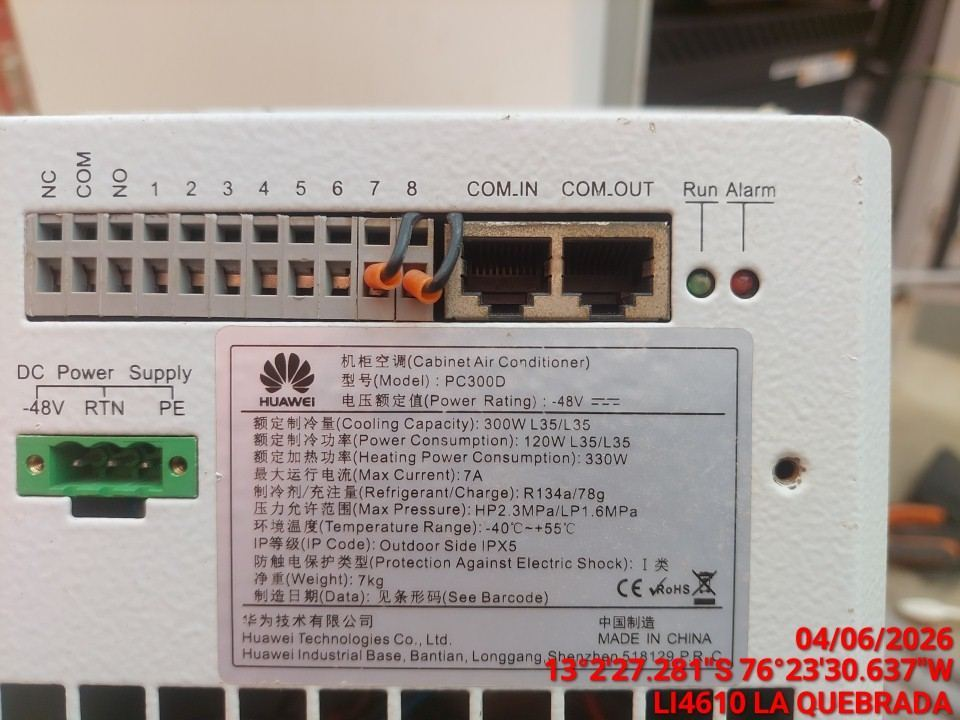 NC COM NO 1 2 3 4 5 6 7 8 COM_IN COM_OUT Run Alarm
DC Power Supply
-48V RTN PE
HUAWEI
机柜空调(Cabinet Air Conditioner)
型号(Model) : PC300D
电压额定值(Power Rating) : -48V ⎓
额定制冷量(Cooling Capacity): 300W L35/L35
额定制冷功率(Power Consumption): 120W L35/L35
额定加热功率(Heating Power Consumption): 330W
最大运行电流(Max Current): 7A
制冷剂/充注量(Refrigerant/Charge): R134a/78g
压力允许范围(Max Pressure): HP2.3MPa/LP1.6MPa
环境温度(Temperature Range): -40℃~+55℃
IP等级(IP Code): Outdoor Side IPX5
防触电保护类型(Protection Against Electric Shock): I 类
净重(Weight): 7kg
制造日期(Data): 见条形码(See Barcode)
CE RoHS
华为技术有限公司
Huawei Technologies Co., Ltd.
Huawei Industrial Base, Bantian, Longgang, Shenzhen 518129 P.R.C
中国制造
MADE IN CHINA
04/06/2026
13°2'27.281"S 76°23'30.637"W
LI4610 LA QUEBRADA